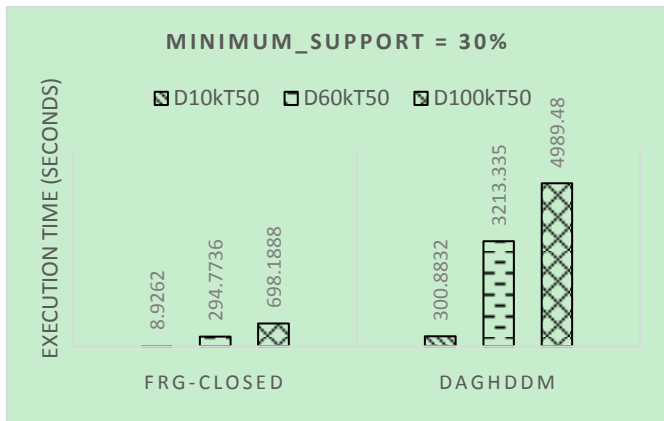 MINIMUM_SUPPORT = 30%
D10kT50 D60kT50 D100kT50
EXECUTION TIME (SECONDS)
8.9262
294.7736
698.1888
300.8832
3213.335
4989.48
FRG-CLOSED DAGHDDM